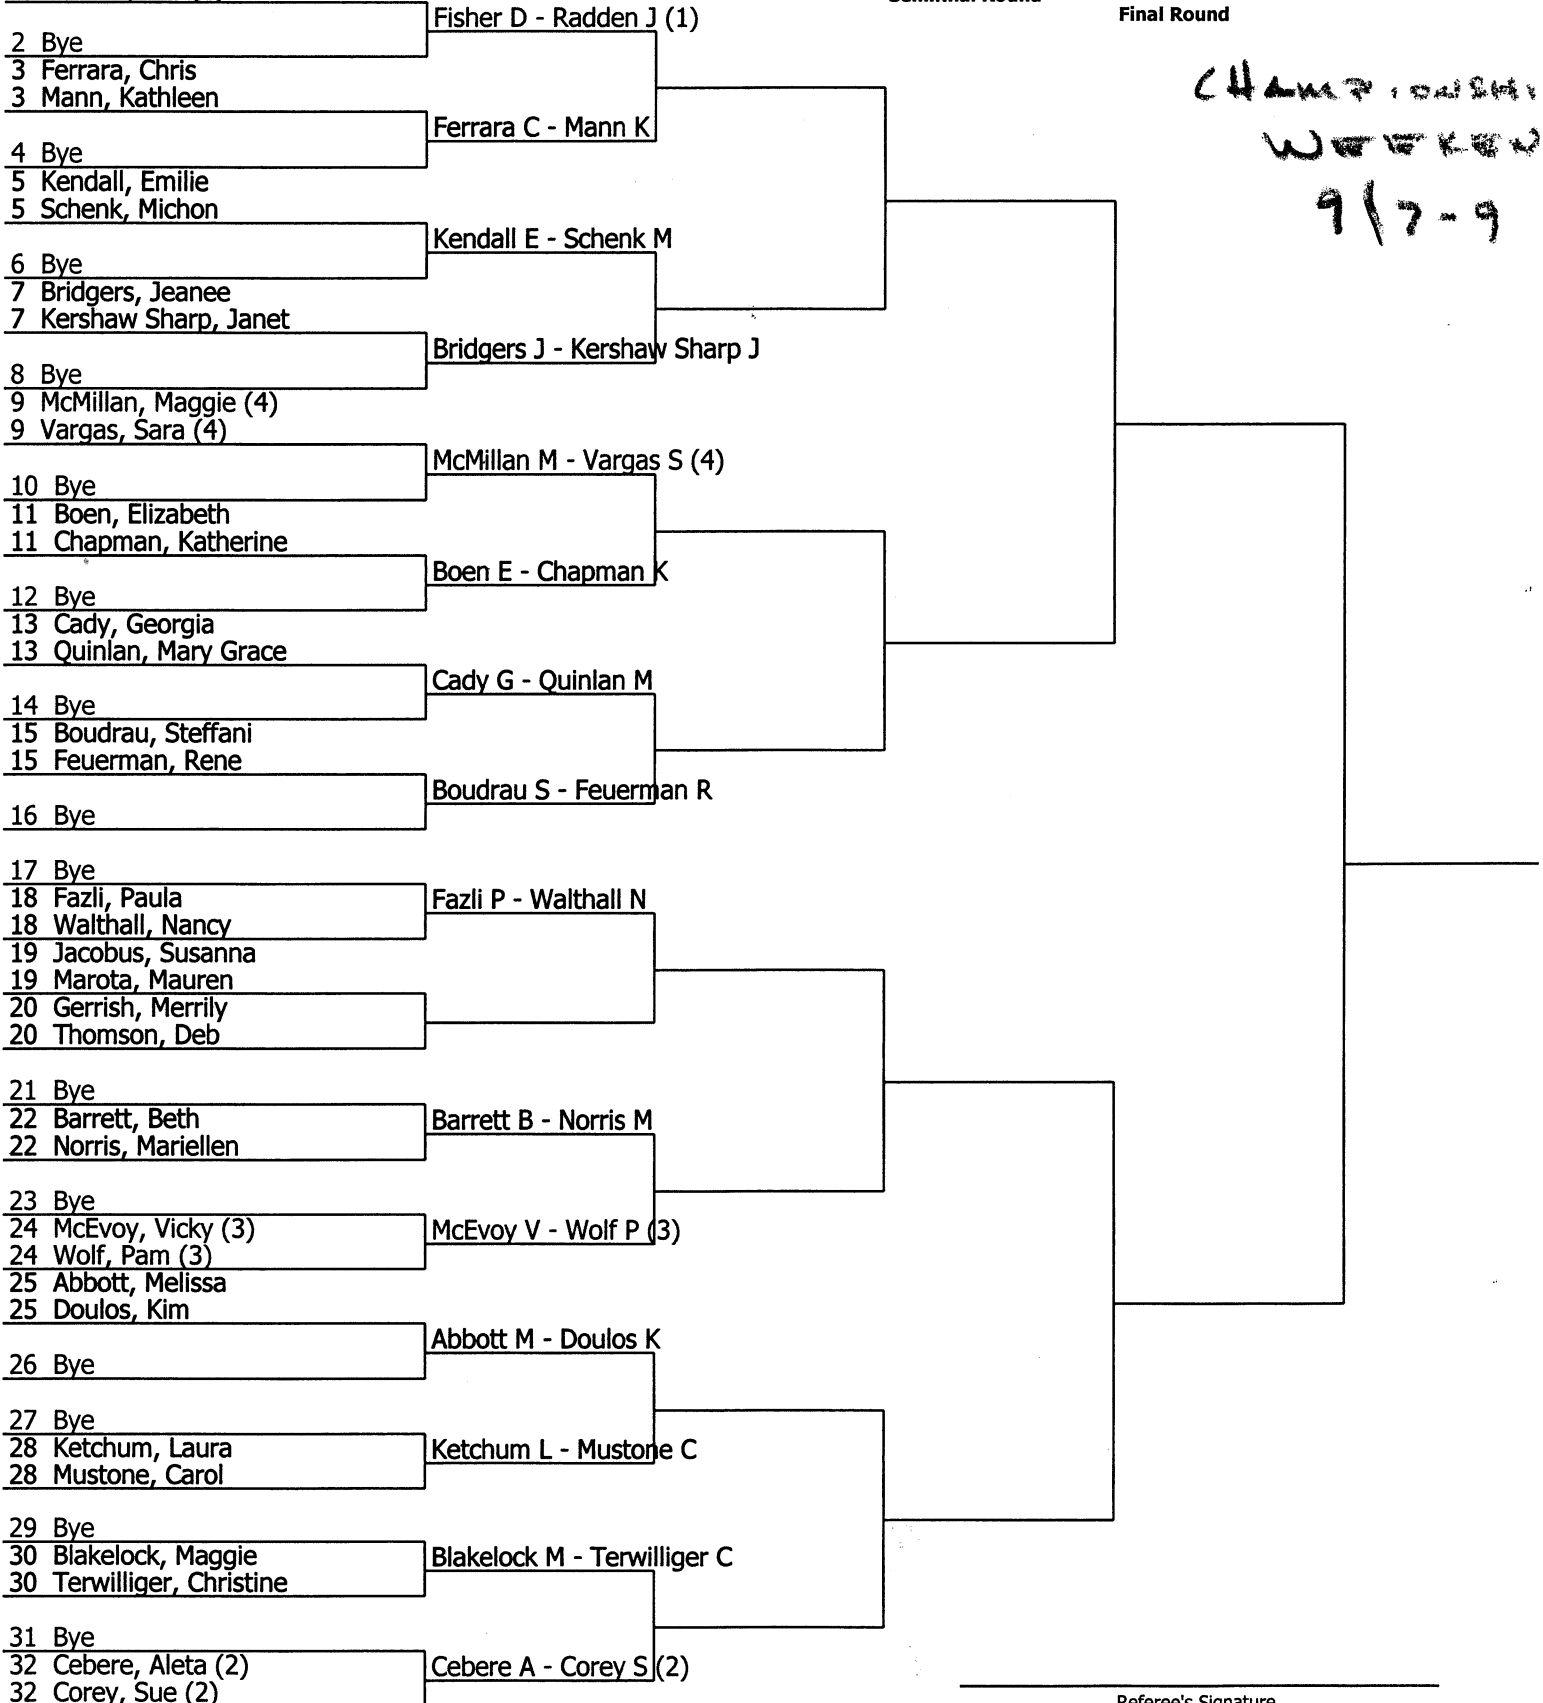 Final Round
Fisher D - Radden J (1)
2 Bye
3 Ferrara, Chris
3 Mann, Kathleen
Ferrara C - Mann K
4 Bye
5 Kendall, Emilie
5 Schenk, Michon
Kendall E - Schenk M
6 Bye
7 Bridgers, Jeanee
7 Kershaw Sharp, Janet
Bridgers J - Kershaw Sharp J
8 Bye
9 McMillan, Maggie (4)
9 Vargas, Sara (4)
McMillan M - Vargas S (4)
10 Bye
11 Boen, Elizabeth
11 Chapman, Katherine
Boen E - Chapman K
12 Bye
13 Cady, Georgia
13 Quinlan, Mary Grace
Cady G - Quinlan M
14 Bye
15 Boudrau, Steffani
15 Feuerman, Rene
Boudrau S - Feuerman R
16 Bye
17 Bye
18 Fazli, Paula
Fazli P - Walthall N
18 Walthall, Nancy
19 Jacobus, Susanna
19 Marota, Mauren
20 Gerrish, Merrily
20 Thomson, Deb
21 Bye
22 Barrett, Beth
Barrett B - Norris M
22 Norris, Mariellen
23 Bye
24 McEvoy, Vicky (3)
McEvoy V - Wolf P (3)
24 Wolf, Pam (3)
25 Abbott, Melissa
25 Doulos, Kim
Abbott M - Doulos K
26 Bye
27 Bye
28 Ketchum, Laura
Ketchum L - Mustone C
28 Mustone, Carol
29 Bye
30 Blakelock, Maggie
Blakelock M - Terwilliger C
30 Terwilliger, Christine
31 Bye
32 Cebere, Aleta (2)
Cebere A - Corey S (2)
32 Corey, Sue (2)
CHAMPIONSHI
WEEKEN
9/7-9
Referee's Signature